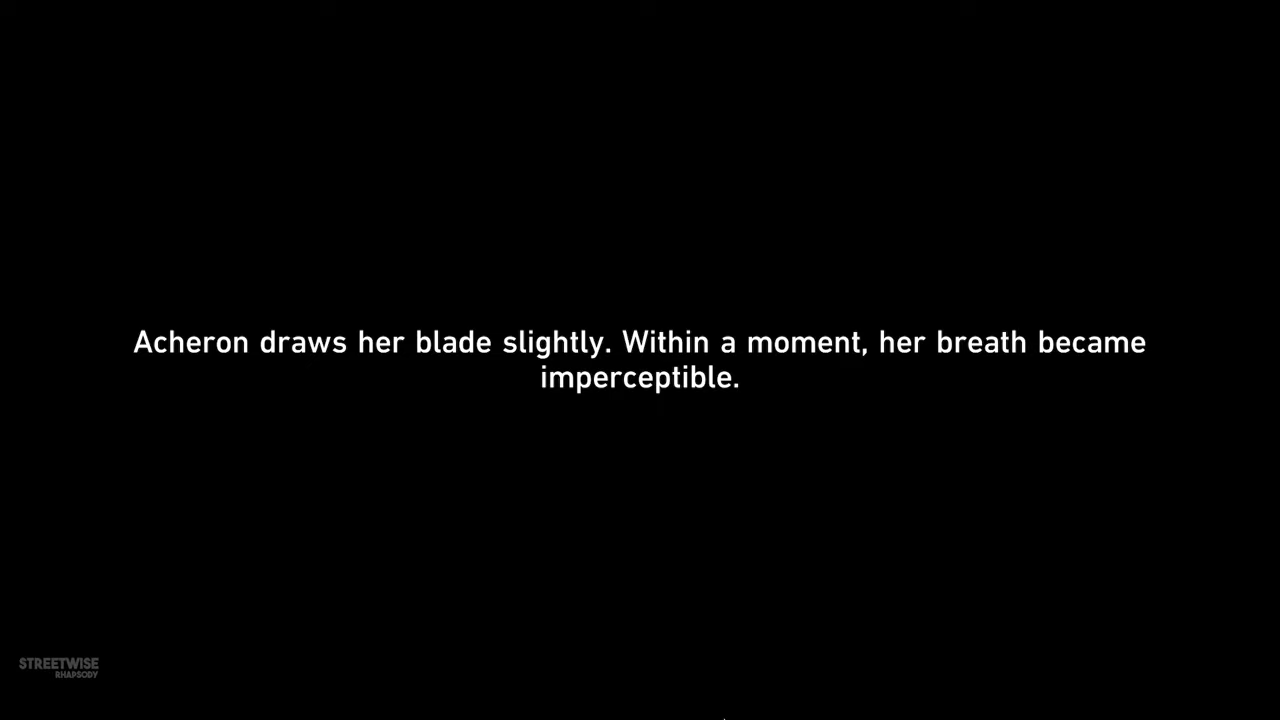 Acheron draws her blade slightly. Within a moment, her breath became
imperceptible.
STREETWISE
RHAPSODY